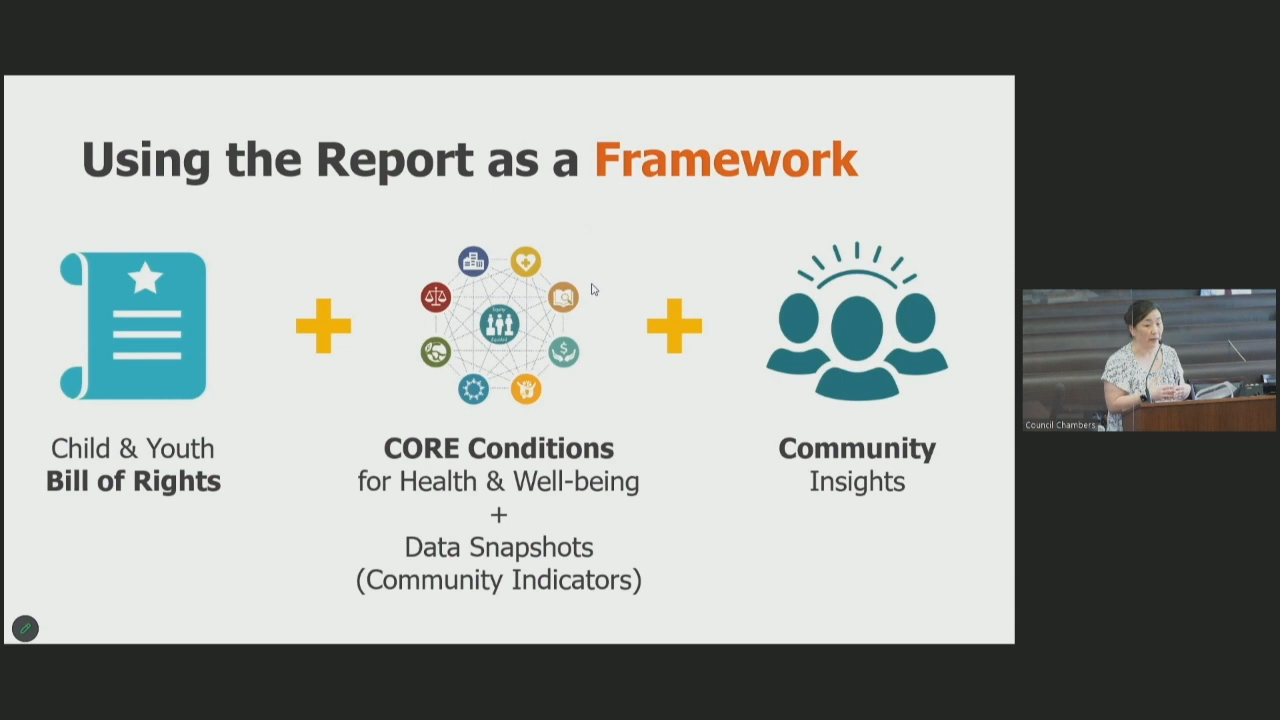 Using the Report as a Framework
Child & Youth
Bill of Rights
CORE Conditions
for Health & Well-being
+
Data Snapshots
(Community Indicators)
Community
Insights
Council Chambers